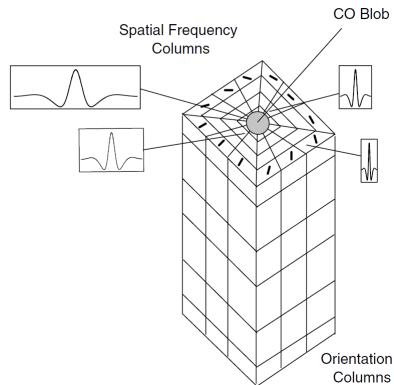 CO Blob
Spatial Frequency
Columns
Orientation
Columns